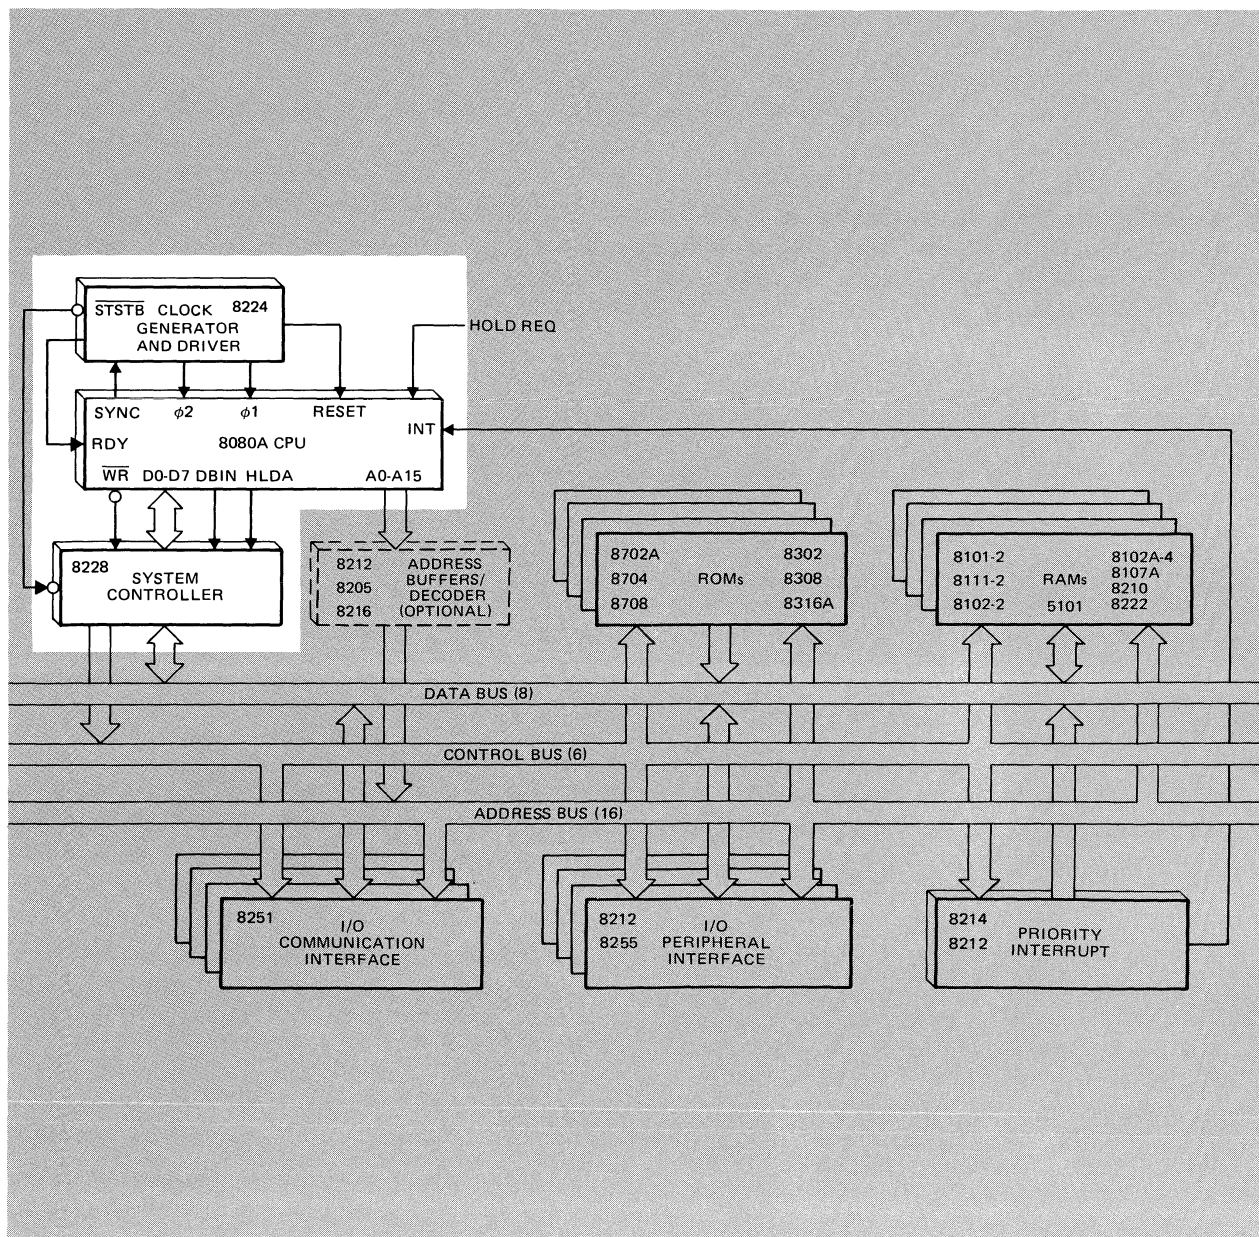 STSTB CLOCK 8224
GENERATOR
AND DRIVER
HOLD REQ
SYNC φ2 φ1 RESET
INT
RDY 8080A CPU
WR D0-D7 DBIN HLDA A0-A15
8228
SYSTEM
CONTROLLER
8212 ADDRESS
BUFFERS/
8205 DECODER
8216 (OPTIONAL)
8702A 8302
8704 ROMs 8308
8708 8316A
8101-2 8102A-4
8111-2 RAMs 8107A
8210
8102-2 5101 8222
DATA BUS (8)
CONTROL BUS (6)
ADDRESS BUS (16)
8251 I/O
COMMUNICATION
INTERFACE
8212 I/O
8255 PERIPHERAL
INTERFACE
8214 PRIORITY
8212 INTERRUPT